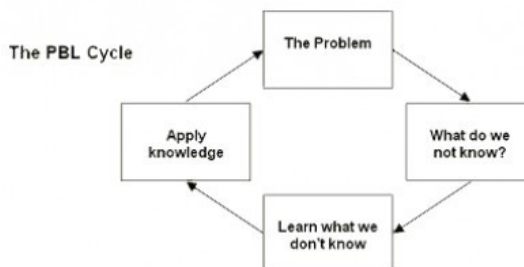 The PBL Cycle
The Problem
What do we
not know?
Learn what we
don't know
Apply
knowledge